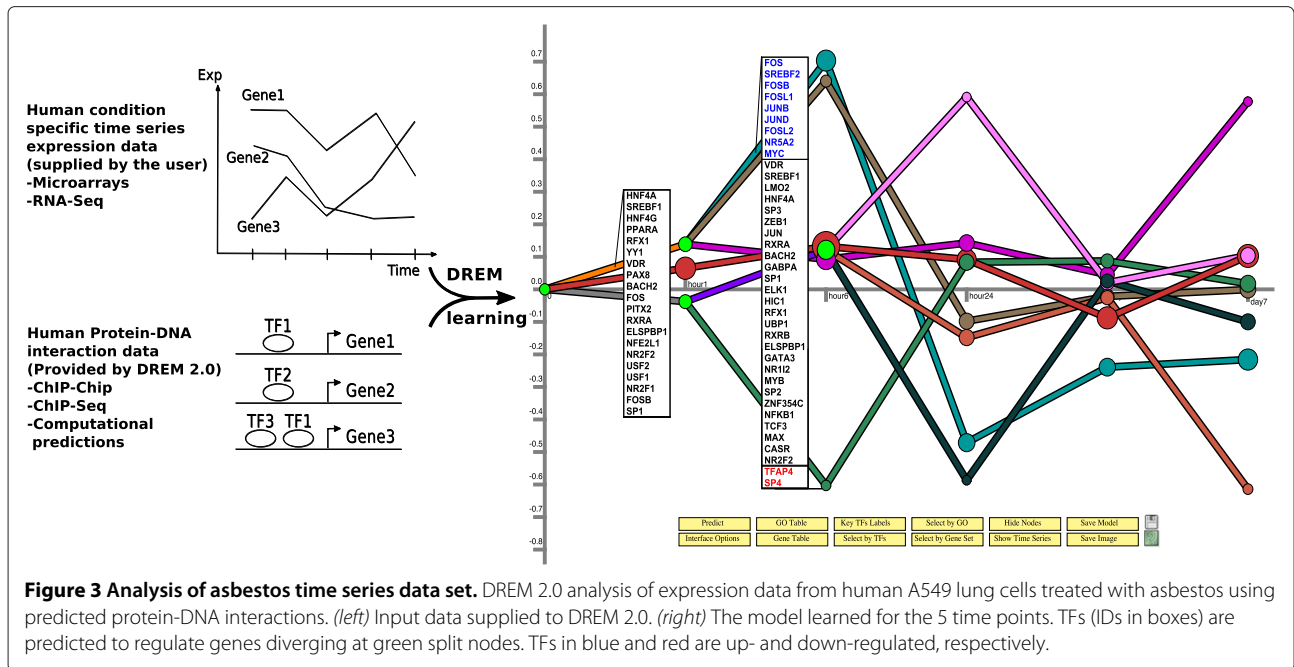 Human condition
specific time series
expression data
(supplied by the user)
-Microarrays
-RNA-Seq
Exp
Gene1
Gene2
Gene3
Time
Human Protein-DNA
interaction data
(Provided by DREM 2.0)
-ChIP-Chip
-ChIP-Seq
-Computational
predictions
TF1
Gene1
TF2
Gene2
TF3 TF1
Gene3
DREM
learning
0.7
0.6
0.5
0.4
0.3
0.2
0.1
0.0
-0.1
-0.2
-0.3
-0.4
-0.5
-0.6
-0.7
-0.8
0
hour1
hour6
hour24
day7
HNF4A
SREBF1
HNF4G
PPARA
RFX1
YY1
VDR
PAX8
BACH2
FOS
PITX2
RXRA
ELSPBP1
NFE2L1
NR2F2
USF2
USF1
NR2F1
FOSB
SP1
FOS
SREBF2
FOSB
FOSL1
JUNB
JUND
FOSL2
NR5A2
MYC
VDR
SREBF1
LMO2
HNF4A
SP3
ZEB1
JUN
RXRA
BACH2
GABPA
SP1
ELK1
HIC1
RFX1
UBP1
RXRB
ELSPBP1
GATA3
NR1I2
MYB
SP2
ZNF354C
NFKB1
TCF3
MAX
CASR
NR2F2
TFAP4
SP4
Predict GO Table Key TFs Labels Select by GO Hide Nodes Save Model
Interface Options Gene Table Select by TFs Select by Gene Set Show Time Series Save Image
Figure 3 Analysis of asbestos time series data set. DREM 2.0 analysis of expression data from human A549 lung cells treated with asbestos using
predicted protein-DNA interactions. (left) Input data supplied to DREM 2.0. (right) The model learned for the 5 time points. TFs (IDs in boxes) are
predicted to regulate genes diverging at green split nodes. TFs in blue and red are up- and down-regulated, respectively.